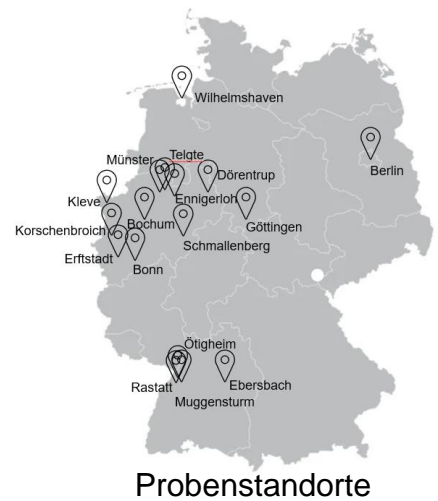 Wilhelmshaven
Berlin
Münster
Telgte
Dörentrup
Kleve
Ennigerloh
Bochum
Göttingen
Korschenbroich
Schmallenberg
Erftstadt
Bonn
Ötigheim
Rastatt
Ebersbach
Muggensturm
Probenstandorte